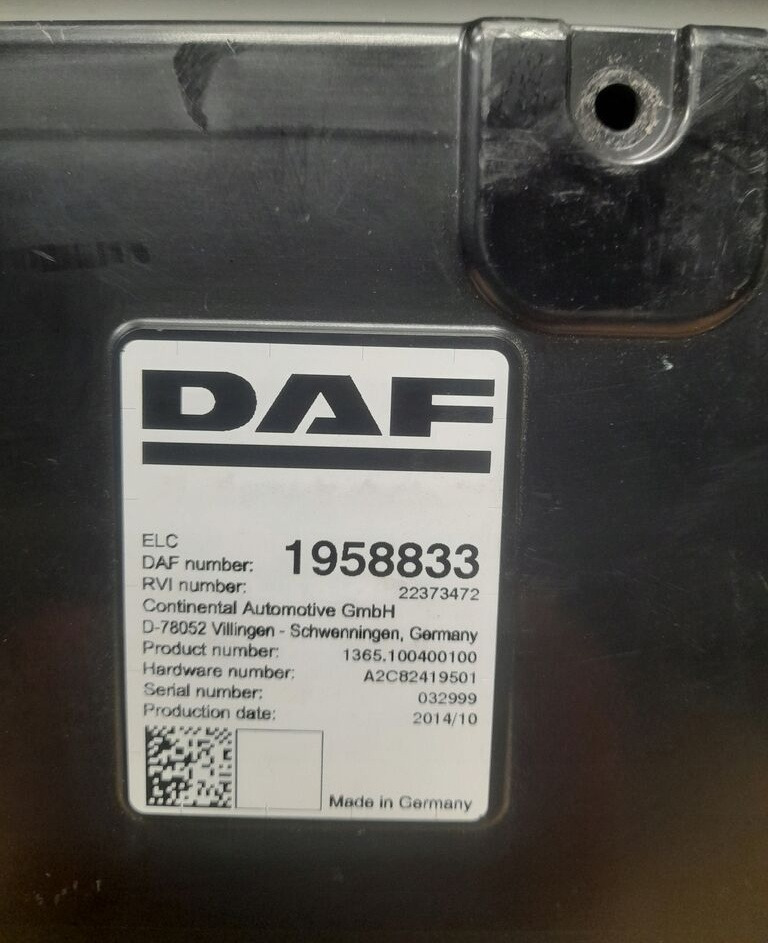 DAF
ELC
DAF number: 1958833
RVI number: 22373472
Continental Automotive GmbH
D-78052 Villingen - Schwenningen, Germany
Product number: 1365.100400100
Hardware number: A2C82419501
Serial number: 032999
Production date: 2014/10
Made in Germany